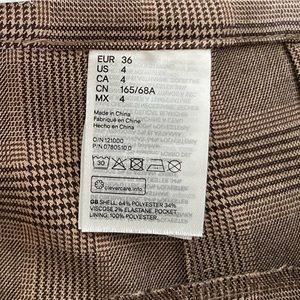 EUR 36
US 4
CA 4
CN 165/68A
MX 4
Made in China
Fabriqué en Chine
Hecho en China
O/N 121000
P/N 0780510 0
30
clevercare.info
GB SHELL: 64% POLYESTER 34%
VISCOSE 2% ELASTANE POCKET
LINING: 100% POLYESTER